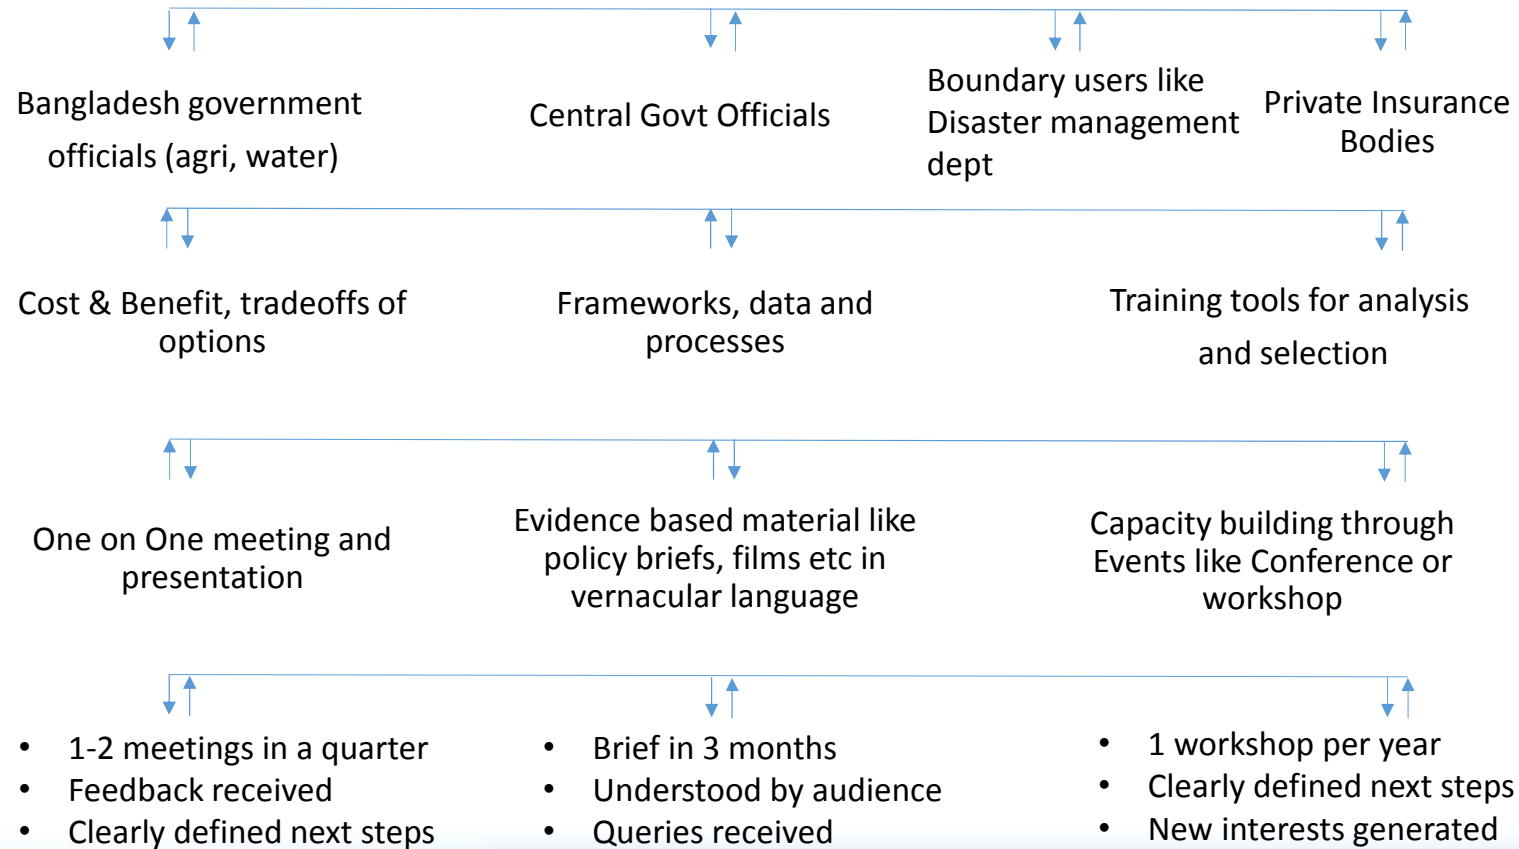 Bangladesh government
officials (agri, water)
Central Govt Officials
Boundary users like
Disaster management
dept
Private Insurance
Bodies
Cost & Benefit, tradeoffs of
options
Frameworks, data and
processes
Training tools for analysis
and selection
One on One meeting and
presentation
Evidence based material like
policy briefs, films etc in
vernacular language
Capacity building through
Events like Conference or
workshop
• 1-2 meetings in a quarter
• Feedback received
• Clearly defined next steps
• Brief in 3 months
• Understood by audience
• Queries received
• 1 workshop per year
• Clearly defined next steps
• New interests generated